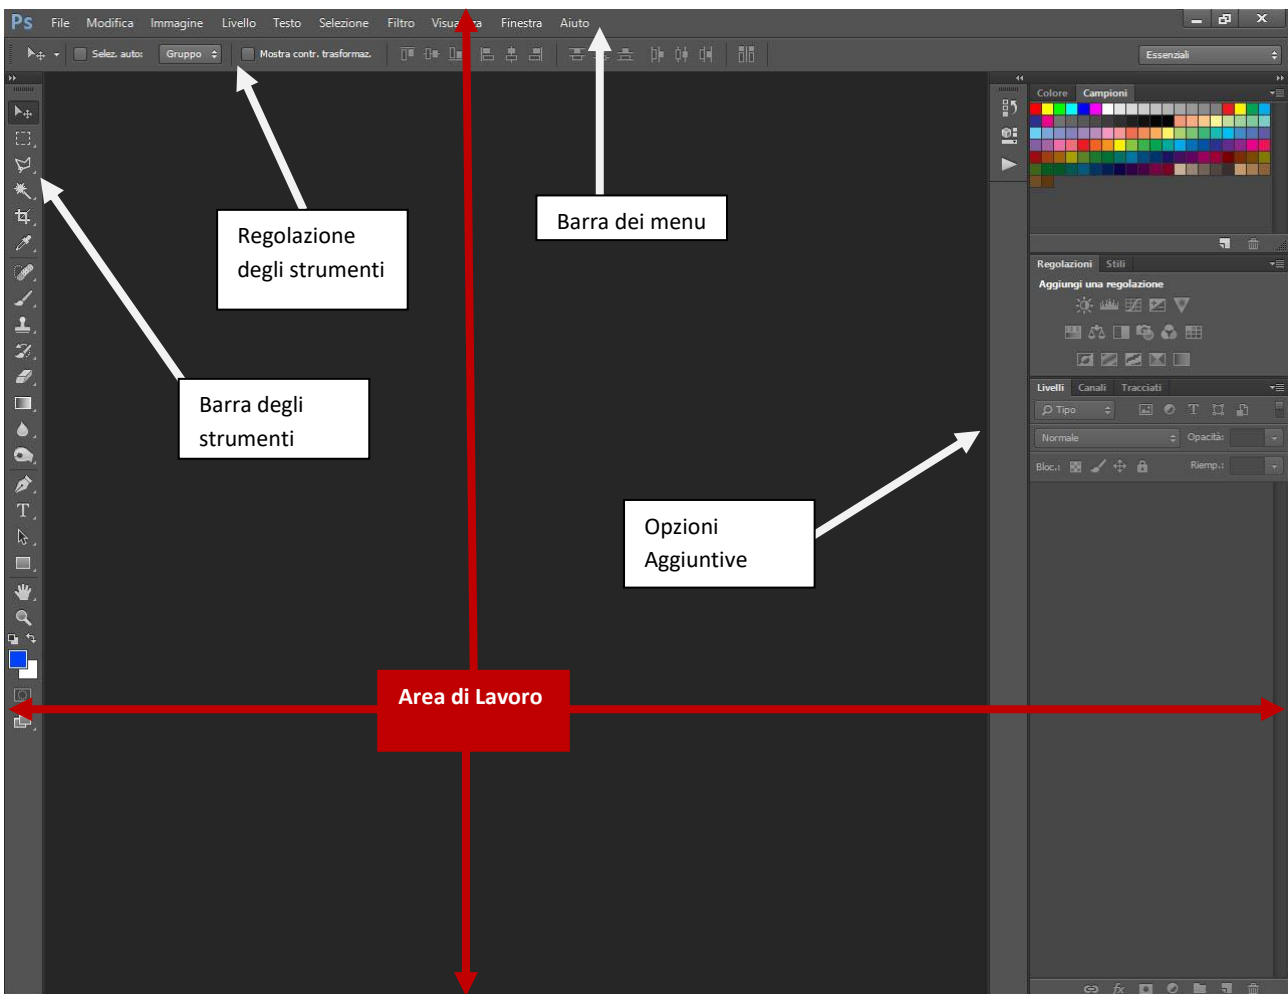 Ps File Modifica Immagine Livello Testo Selezione Filtro Finestra Aiuto
Selez. auto: Gruppo Mostra contr. trasformaz. Essenziali
Colore Campioni
Regolazione
degli strumenti
Barra dei menu
Regolazioni Stili
Aggiungi una regolazione
Barra degli
strumenti
Livelli Canali Tracciati
Tipo
Normale Opacità:
Bloc.: Riemp.:
Opzioni
Aggiuntive
Area di Lavoro
fx